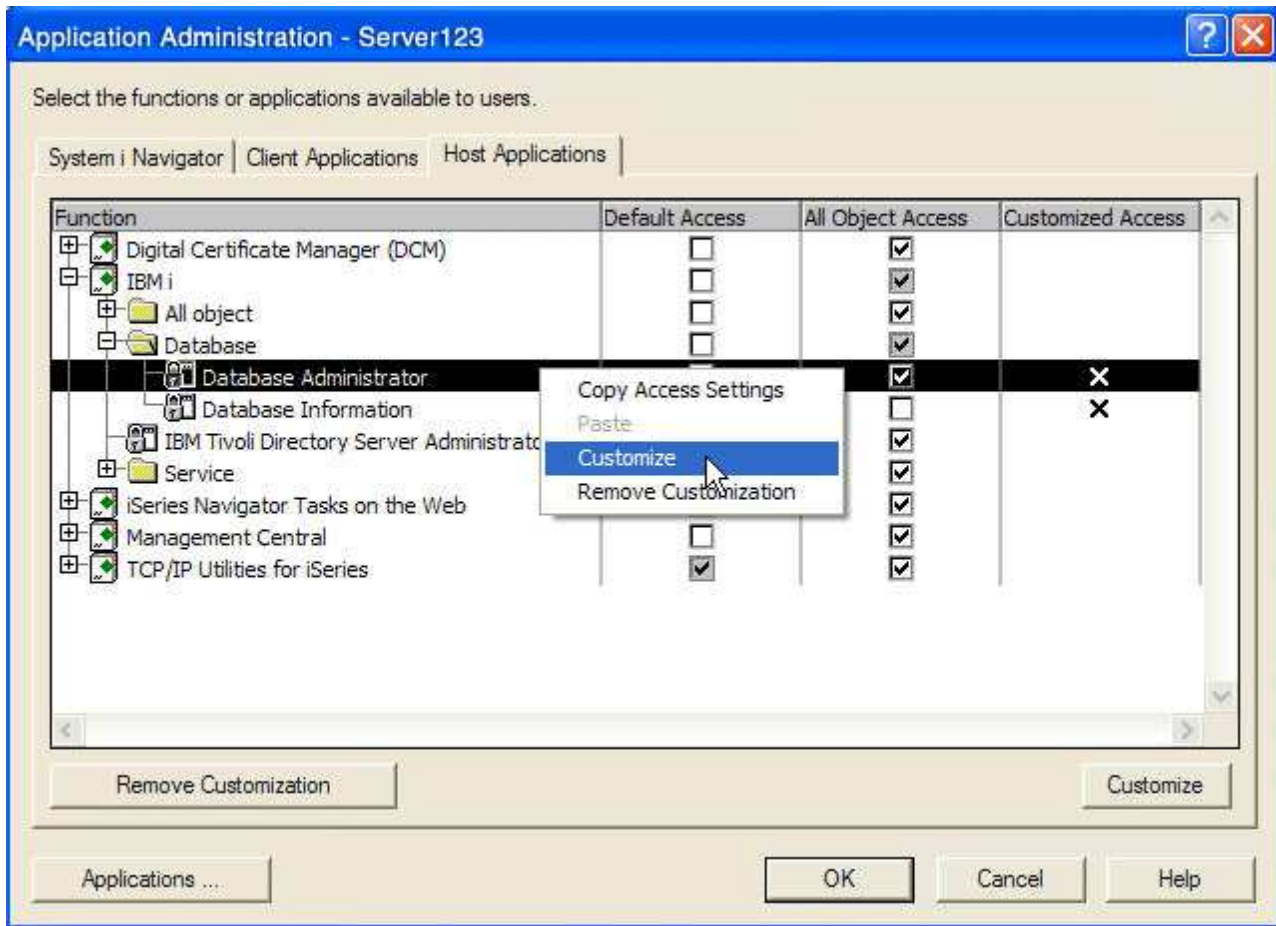 Application Administration - Server123
Select the functions or applications available to users.
System i Navigator Client Applications Host Applications
Function Default Access All Object Access Customized Access
Digital Certificate Manager (DCM)
IBM i
All object
Database
Database Administrator
Copy Access Settings
Database Information
Paste
IBM Tivoli Directory Server Administrato
Customize
Service
Remove Customization
iSeries Navigator Tasks on the Web
Management Central
TCP/IP Utilities for iSeries
Remove Customization Customize
Applications ... OK Cancel Help